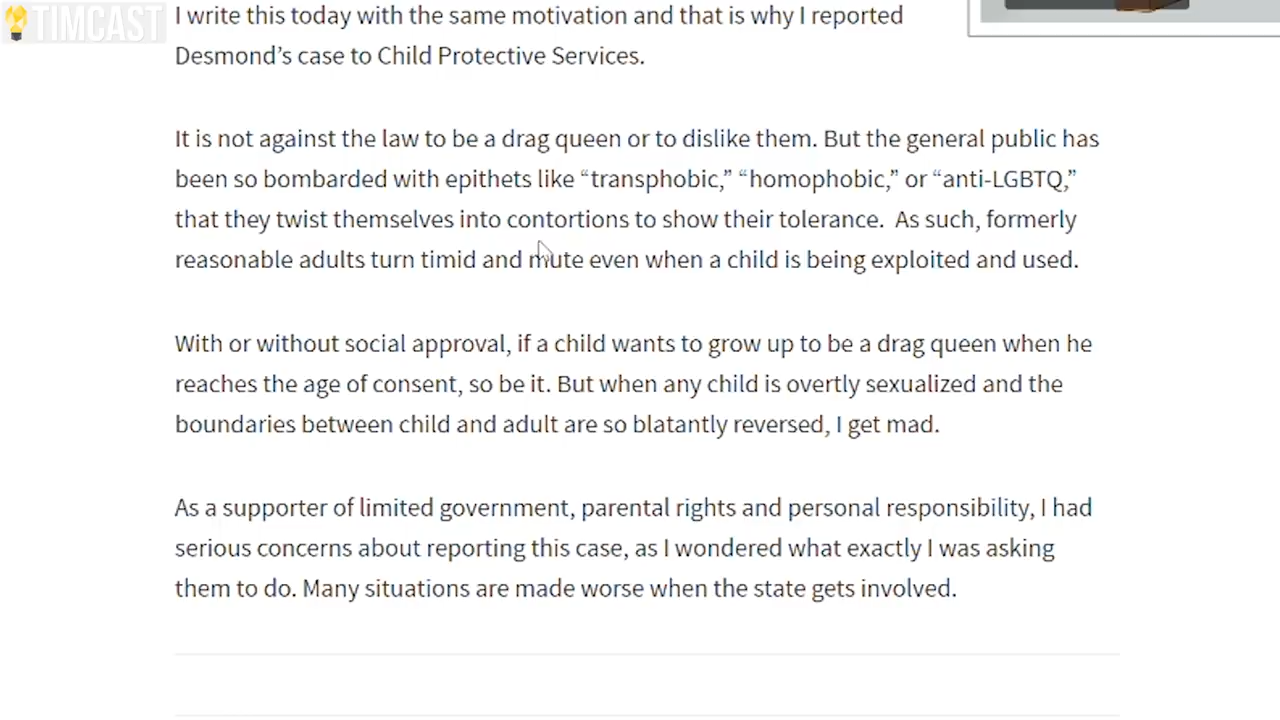 TIMCAST
I write this today with the same motivation and that is why I reported
Desmond’s case to Child Protective Services.
It is not against the law to be a drag queen or to dislike them. But the general public has
been so bombarded with epithets like “transphobic,” “homophobic,” or “anti-LGBTQ,”
that they twist themselves into contortions to show their tolerance. As such, formerly
reasonable adults turn timid and mute even when a child is being exploited and used.
With or without social approval, if a child wants to grow up to be a drag queen when he
reaches the age of consent, so be it. But when any child is overtly sexualized and the
boundaries between child and adult are so blatantly reversed, I get mad.
As a supporter of limited government, parental rights and personal responsibility, I had
serious concerns about reporting this case, as I wondered what exactly I was asking
them to do. Many situations are made worse when the state gets involved.